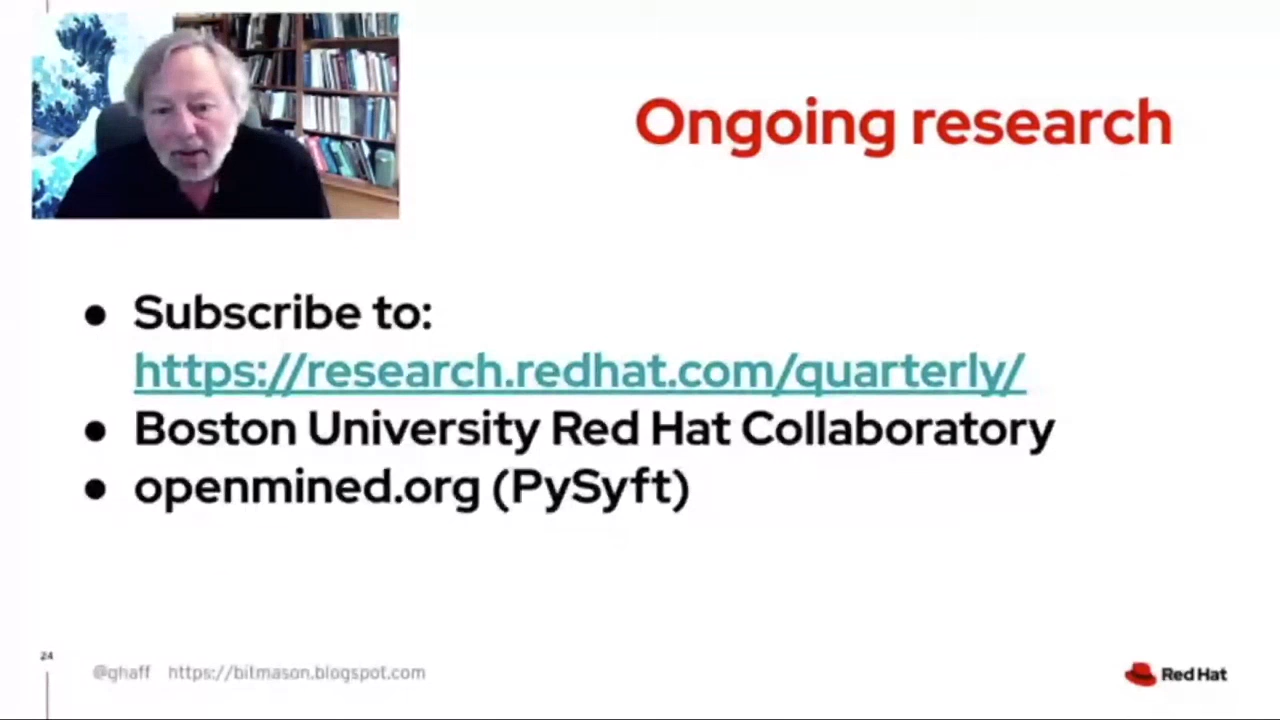 Ongoing research
● Subscribe to:
https://research.redhat.com/quarterly/
● Boston University Red Hat Collaboratory
● openmined.org (PySyft)
24
@ghaff https://bitmason.blogspot.com
Red Hat